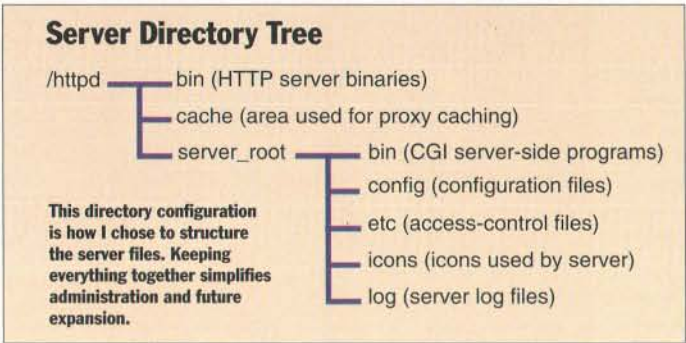 Server Directory Tree
/httpd bin (HTTP server binaries)
cache (area used for proxy caching)
server_root bin (CGI server-side programs)
config (configuration files)
etc (access-control files)
icons (icons used by server)
log (server log files)
This directory configuration
is how I chose to structure
the server files. Keeping
everything together simplifies
administration and future
expansion.